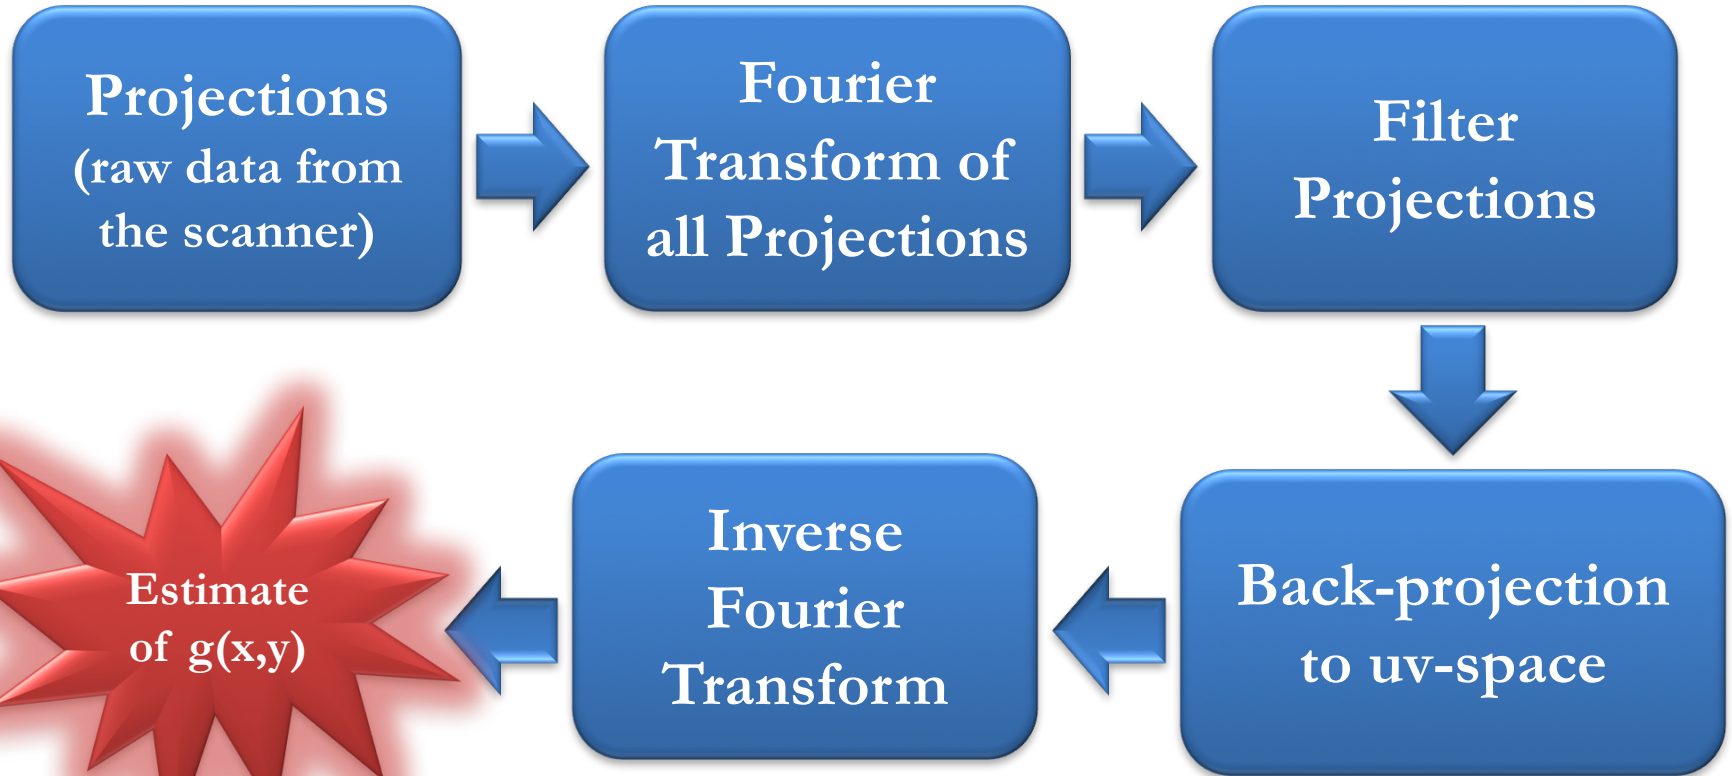 Projections
(raw data from
the scanner)
Fourier
Transform of
all Projections
Filter
Projections
Back-projection
to uv-space
Inverse
Fourier
Transform
Estimate
of g(x,y)